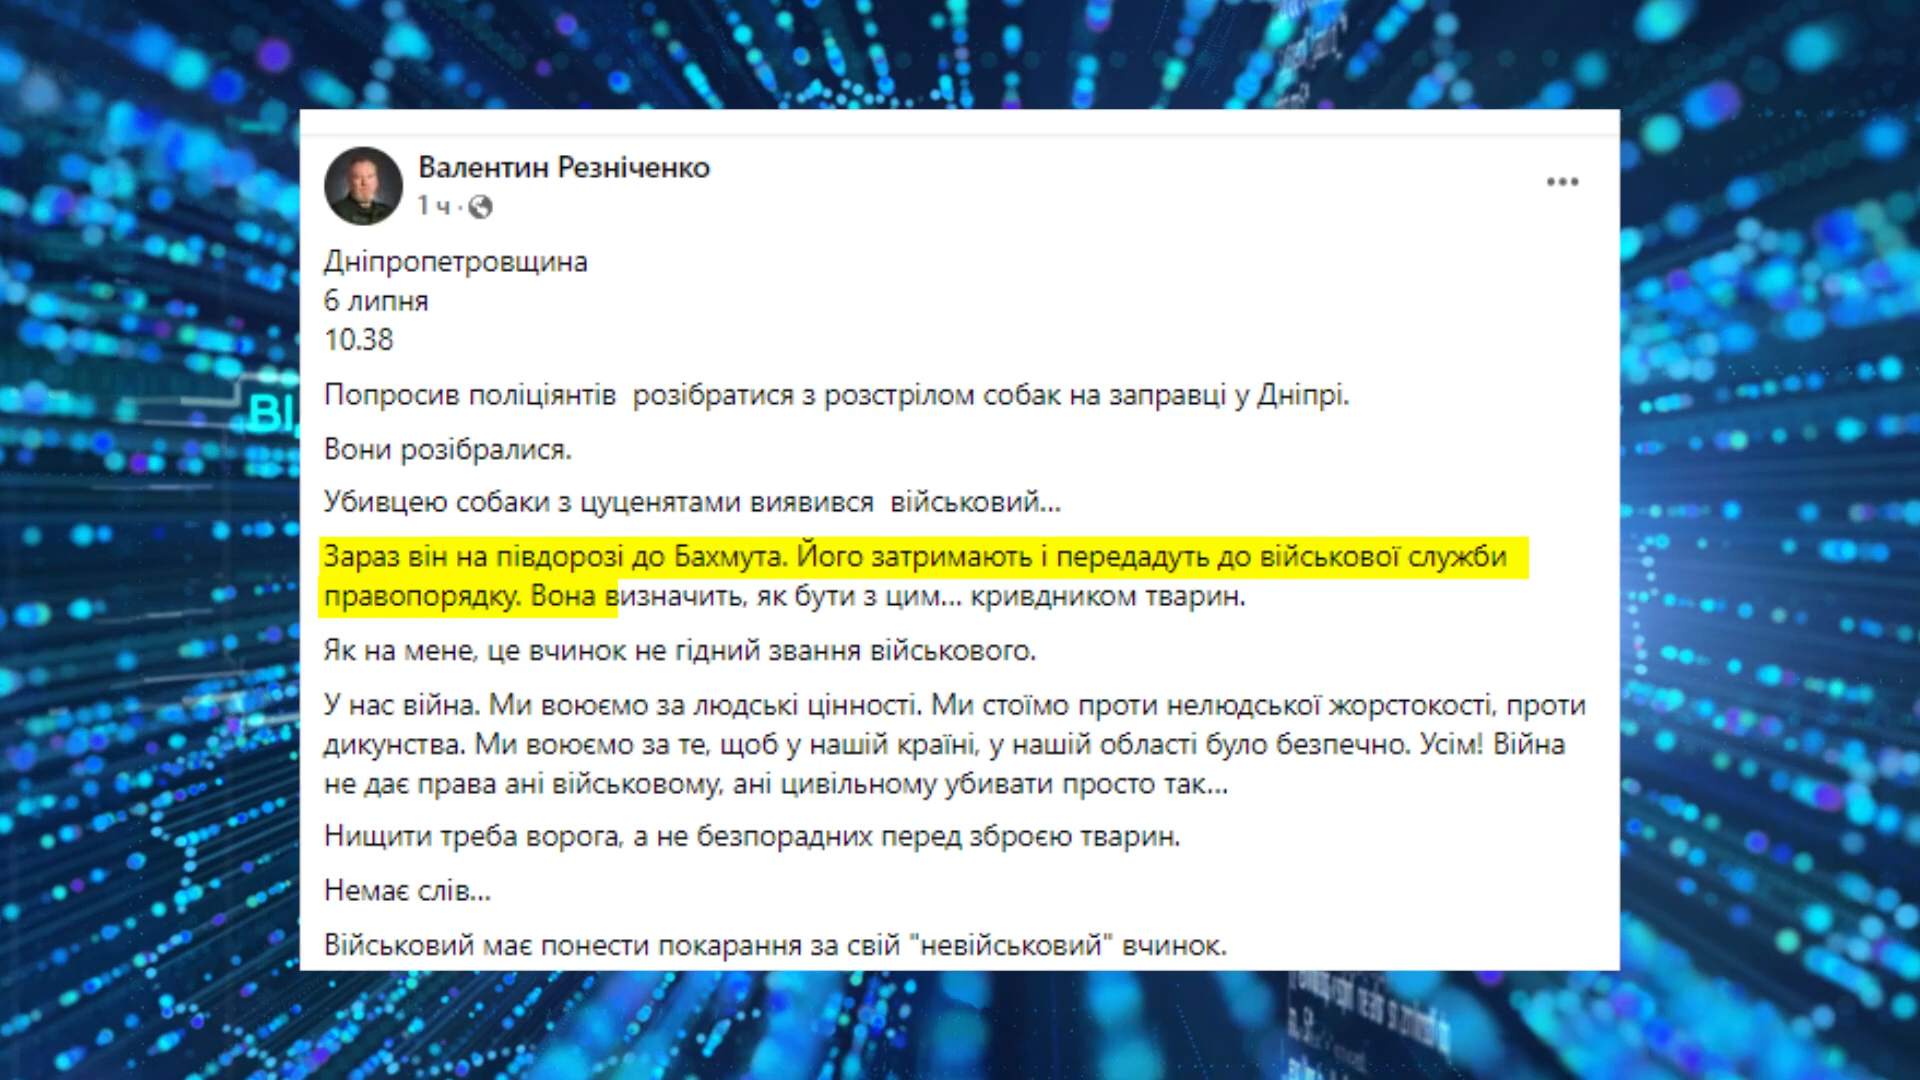 Валентин Резніченко
1 ч ·
Дніпропетровщина
6 липня
10.38
Попросив поліціянтів розібратися з розстрілом собак на заправці у Дніпрі.
Вони розібралися.
Убивцею собаки з цуценятами виявився військовий...
Зараз він на півдорозі до Бахмута. Його затримають і передадуть до військової служби
правопорядку. Вона визначить, як бути з цим... кривдником тварин.
Як на мене, це вчинок не гідний звання військового.
У нас війна. Ми воюємо за людські цінності. Ми стоїмо проти нелюдської жорстокості, проти
дикунства. Ми воюємо за те, щоб у нашій країні, у нашій області було безпечно. Усім! Війна
не дає права ані військовому, ані цивільному убивати просто так...
Нищити треба ворога, а не безпорадних перед зброєю тварин.
Немає слів...
Військовий має понести покарання за свій "невійськовий" вчинок.